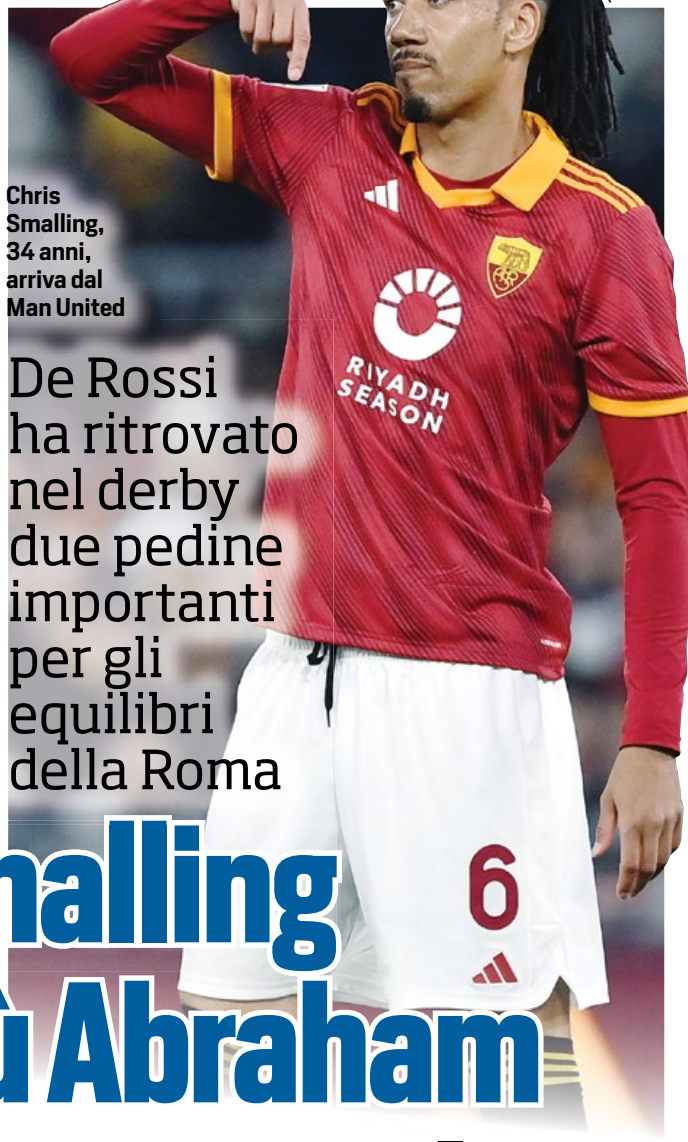 Chris
Smalling,
34 anni,
arriva dal
Man United
De Rossi
ha ritrovato
nel derby
due pedine
importanti
per gli
equilibri
della Roma
RIYADH
SEASON
6
malling
ù Abraham